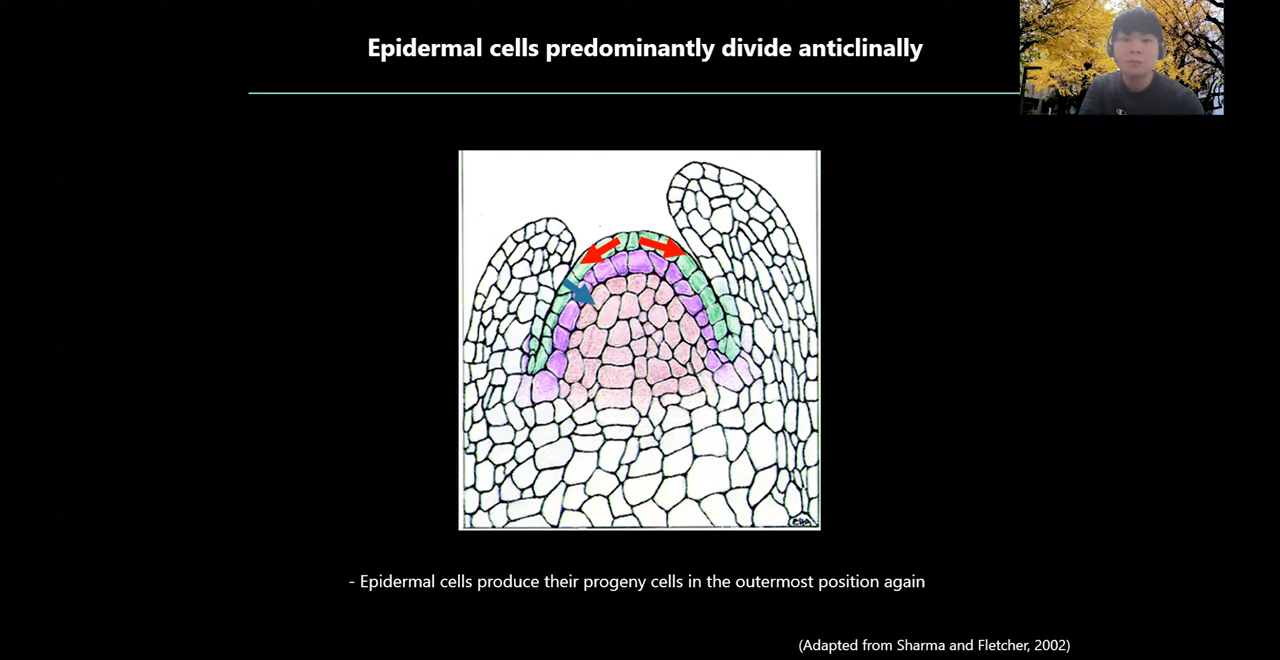 Epidermal cells predominantly divide anticlinally
- Epidermal cells produce their progeny cells in the outermost position again
(Adapted from Sharma and Fletcher, 2002)